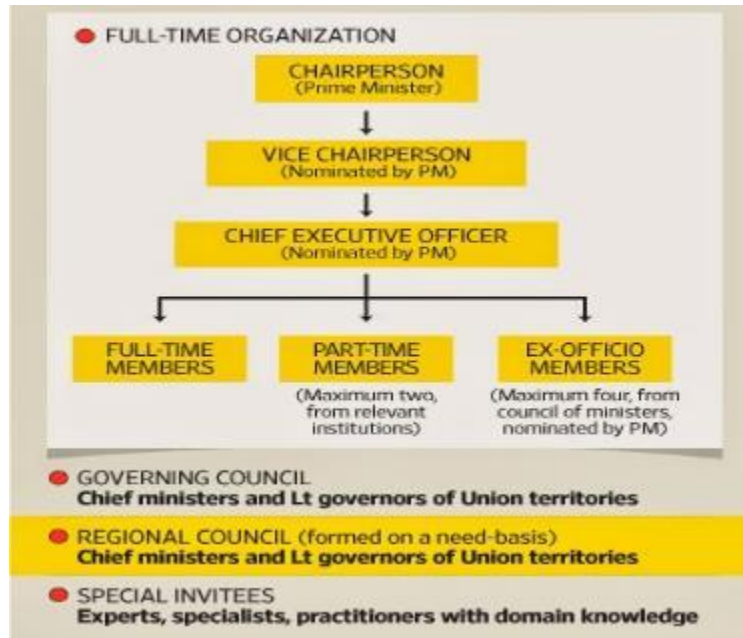 FULL-TIME ORGANIZATION
CHAIRPERSON
(Prime Minister)
VICE CHAIRPERSON
(Nominated by PM)
CHIEF EXECUTIVE OFFICER
(Nominated by PM)
FULL-TIME
MEMBERS
PART-TIME
MEMBERS
(Maximum two,
from relevant
institutions)
EX-OFFICIO
MEMBERS
(Maximum four, from
council of ministers,
nominated by PM)
GOVERNING COUNCIL
Chief ministers and Lt governors of Union territories
REGIONAL COUNCIL (formed on a need-basis)
Chief ministers and Lt governors of Union territories
SPECIAL INVITEES
Experts, specialists, practitioners with domain knowledge